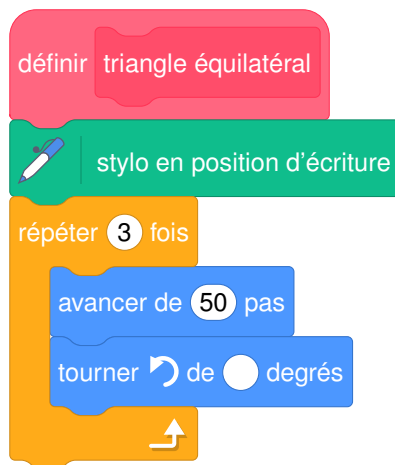 définir triangle équilatéral
stylo en position d’écriture
répéter 3 fois
avancer de 50 pas
tourner de degrés